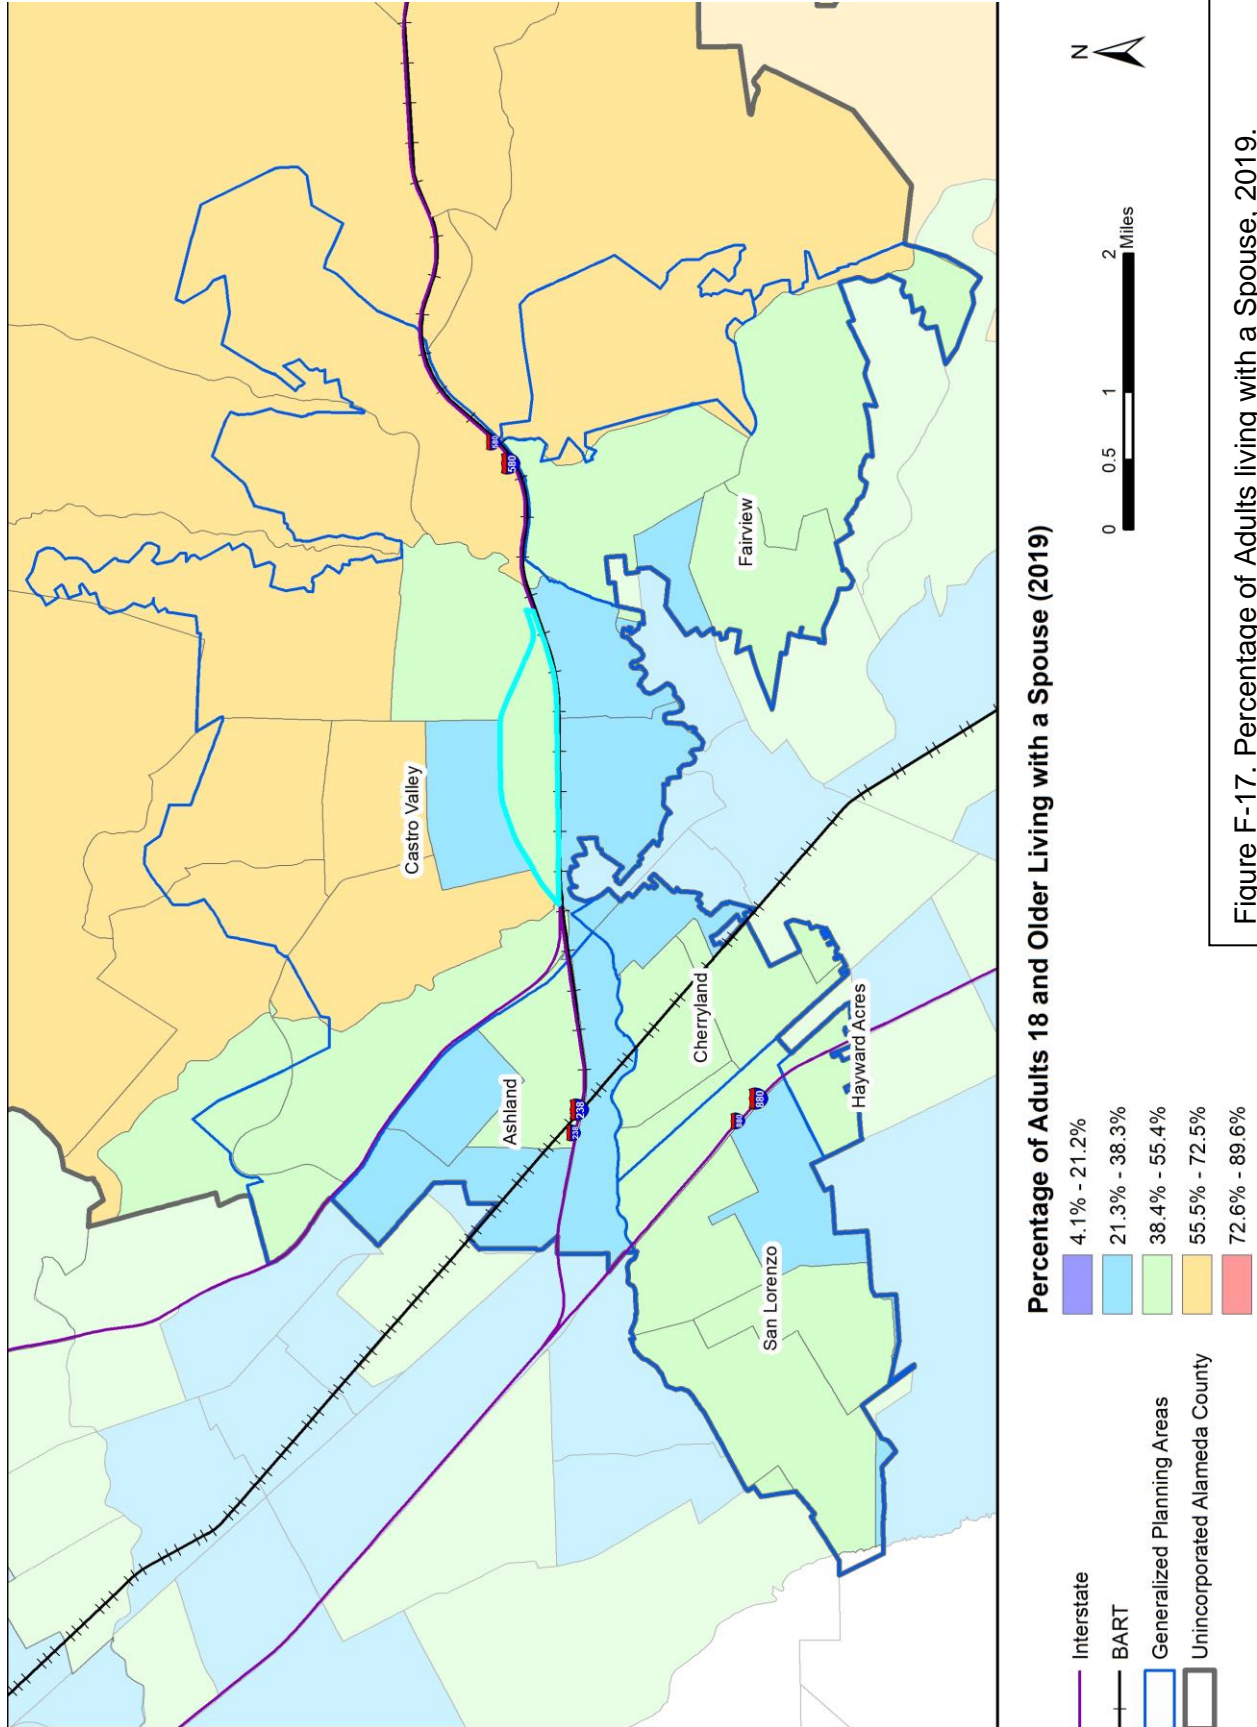 Castro Valley
Ashland
Cherryland
Fairview
San Lorenzo
Hayward Acres
580
580
238
238
880
880
N
0 0.5 1 2
Miles
Percentage of Adults 18 and Older Living with a Spouse (2019)
Interstate
BART
Generalized Planning Areas
Unincorporated Alameda County
4.1% - 21.2%
21.3% - 38.3%
38.4% - 55.4%
55.5% - 72.5%
72.6% - 89.6%
Figure F-17. Percentage of Adults living with a Spouse, 2019.